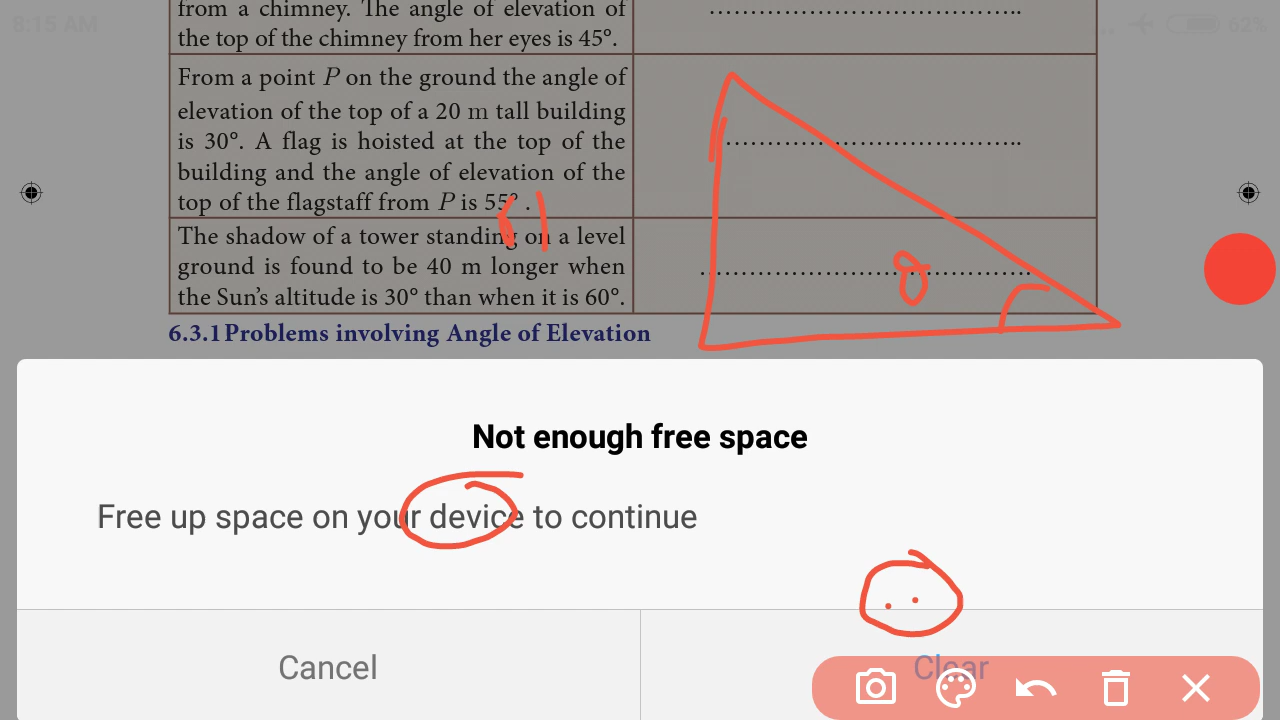 8:15 AM
62%
from a chimney. The angle of elevation of
the top of the chimney from her eyes is 45°.
From a point P on the ground the angle of
elevation of the top of a 20 m tall building
is 30°. A flag is hoisted at the top of the
building and the angle of elevation of the
top of the flagstaff from P is 55° .
The shadow of a tower standing on a level
ground is found to be 40 m longer when
the Sun’s altitude is 30° than when it is 60°.
6.3.1 Problems involving Angle of Elevation
Not enough free space
Free up space on your device to continue
Cancel
Clear